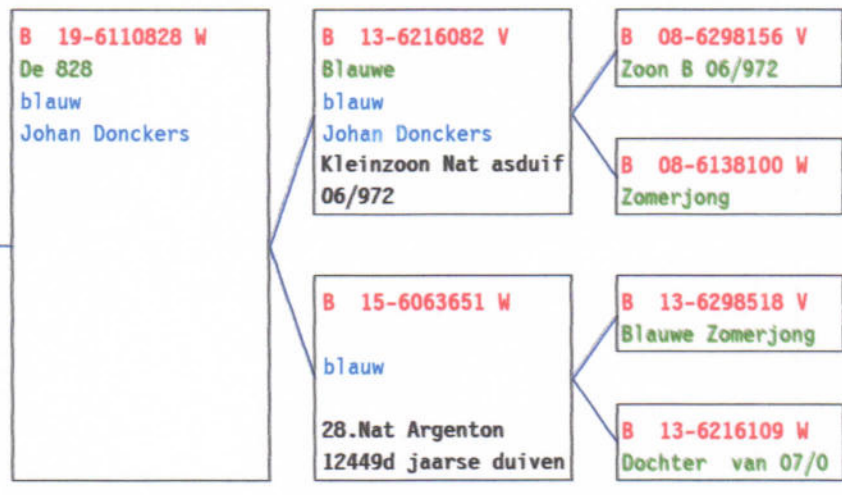 B 19-6110828 W
De 828
blauw
Johan Donckers
B 13-6216082 V
Blauwe
blauw
Johan Donckers
Kleinzoon Nat asduif
06/972
B 15-6063651 W
blauw
28.Nat Argenton
12449d jaarse duiven
B 08-6298156 V
Zoon B 06/972
B 08-6138100 W
Zomerjong
B 13-6298518 V
Blauwe Zomerjong
B 13-6216109 W
Dochter van 07/0